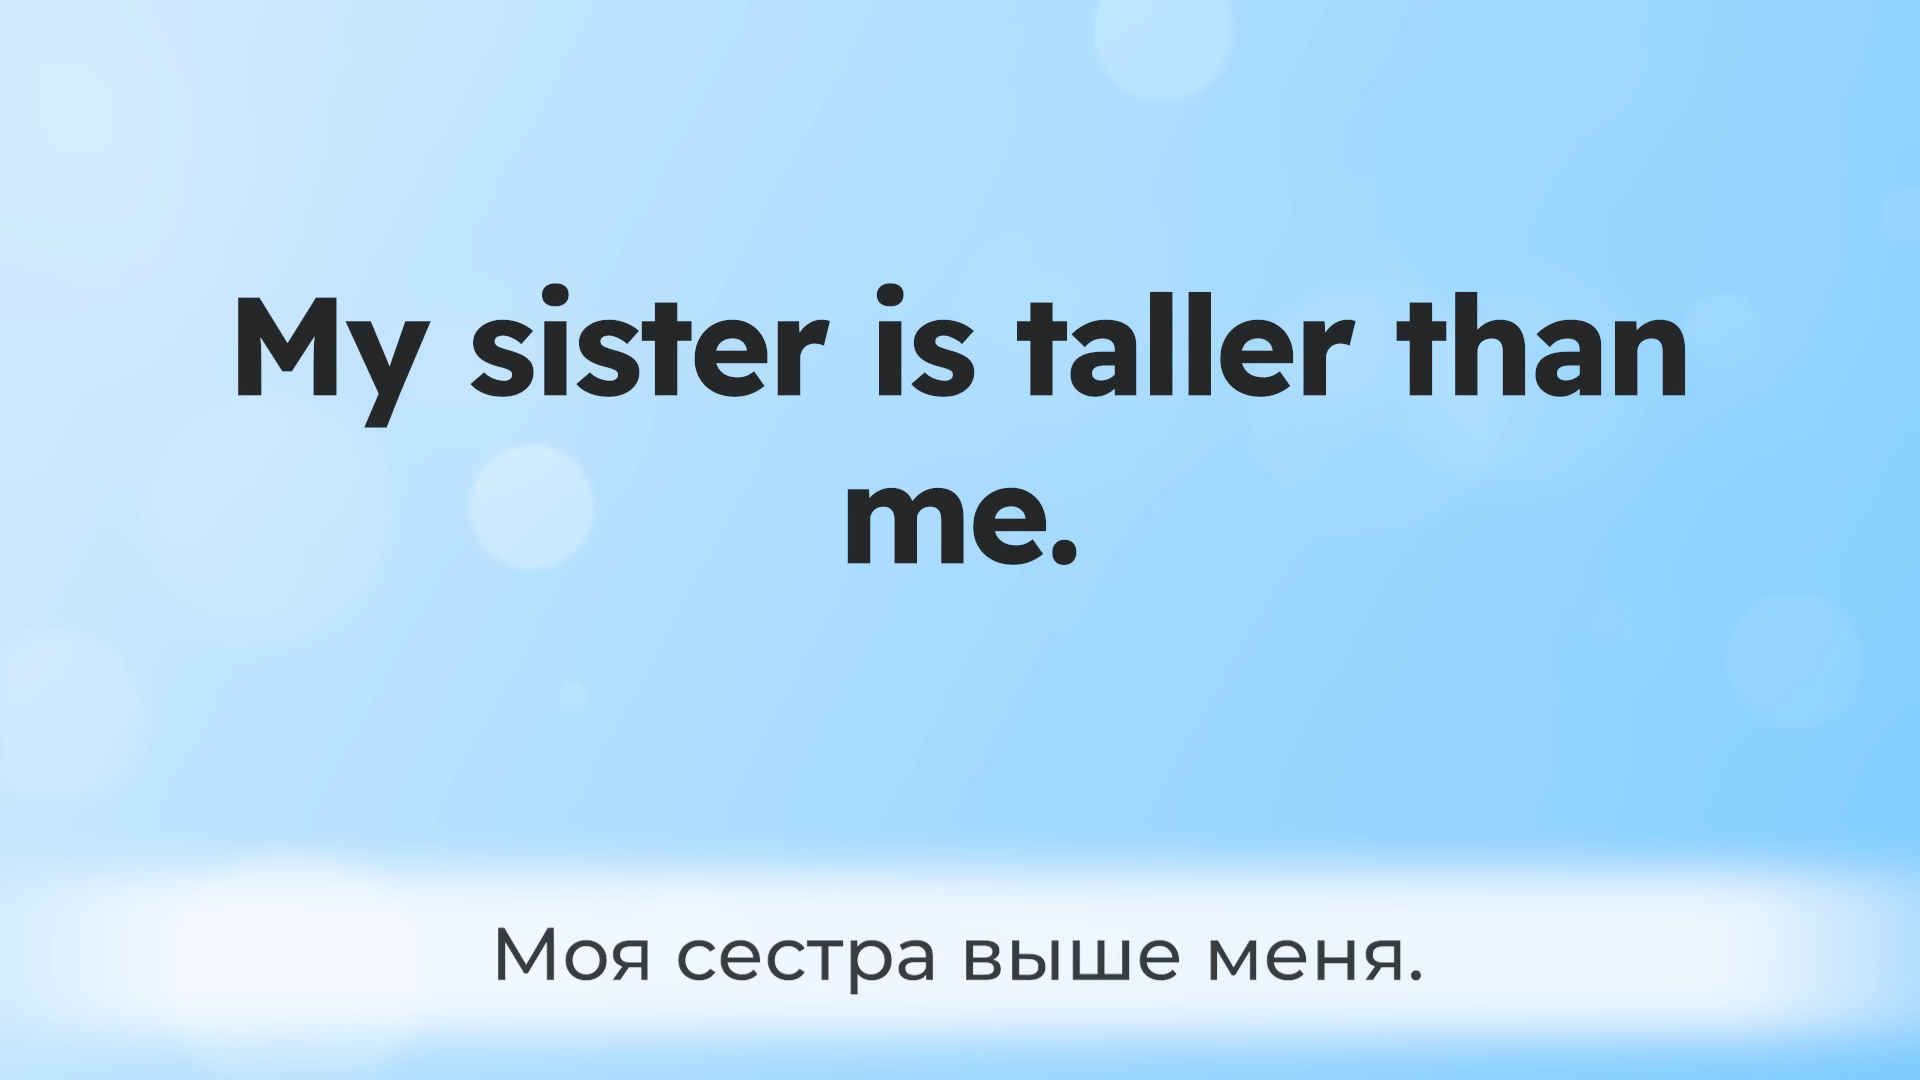 My sister is taller than
me.
Моя сестра выше меня.